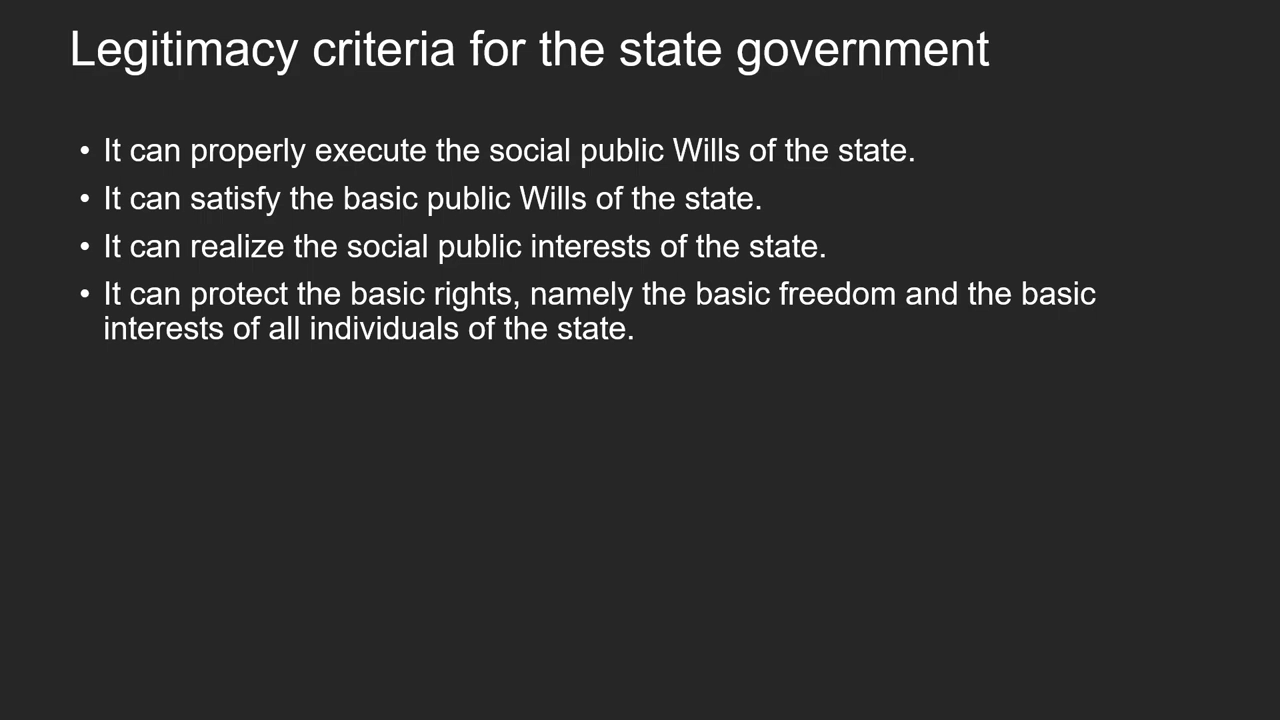 Legitimacy criteria for the state government
• It can properly execute the social public Wills of the state.
• It can satisfy the basic public Wills of the state.
• It can realize the social public interests of the state.
• It can protect the basic rights, namely the basic freedom and the basic
interests of all individuals of the state.